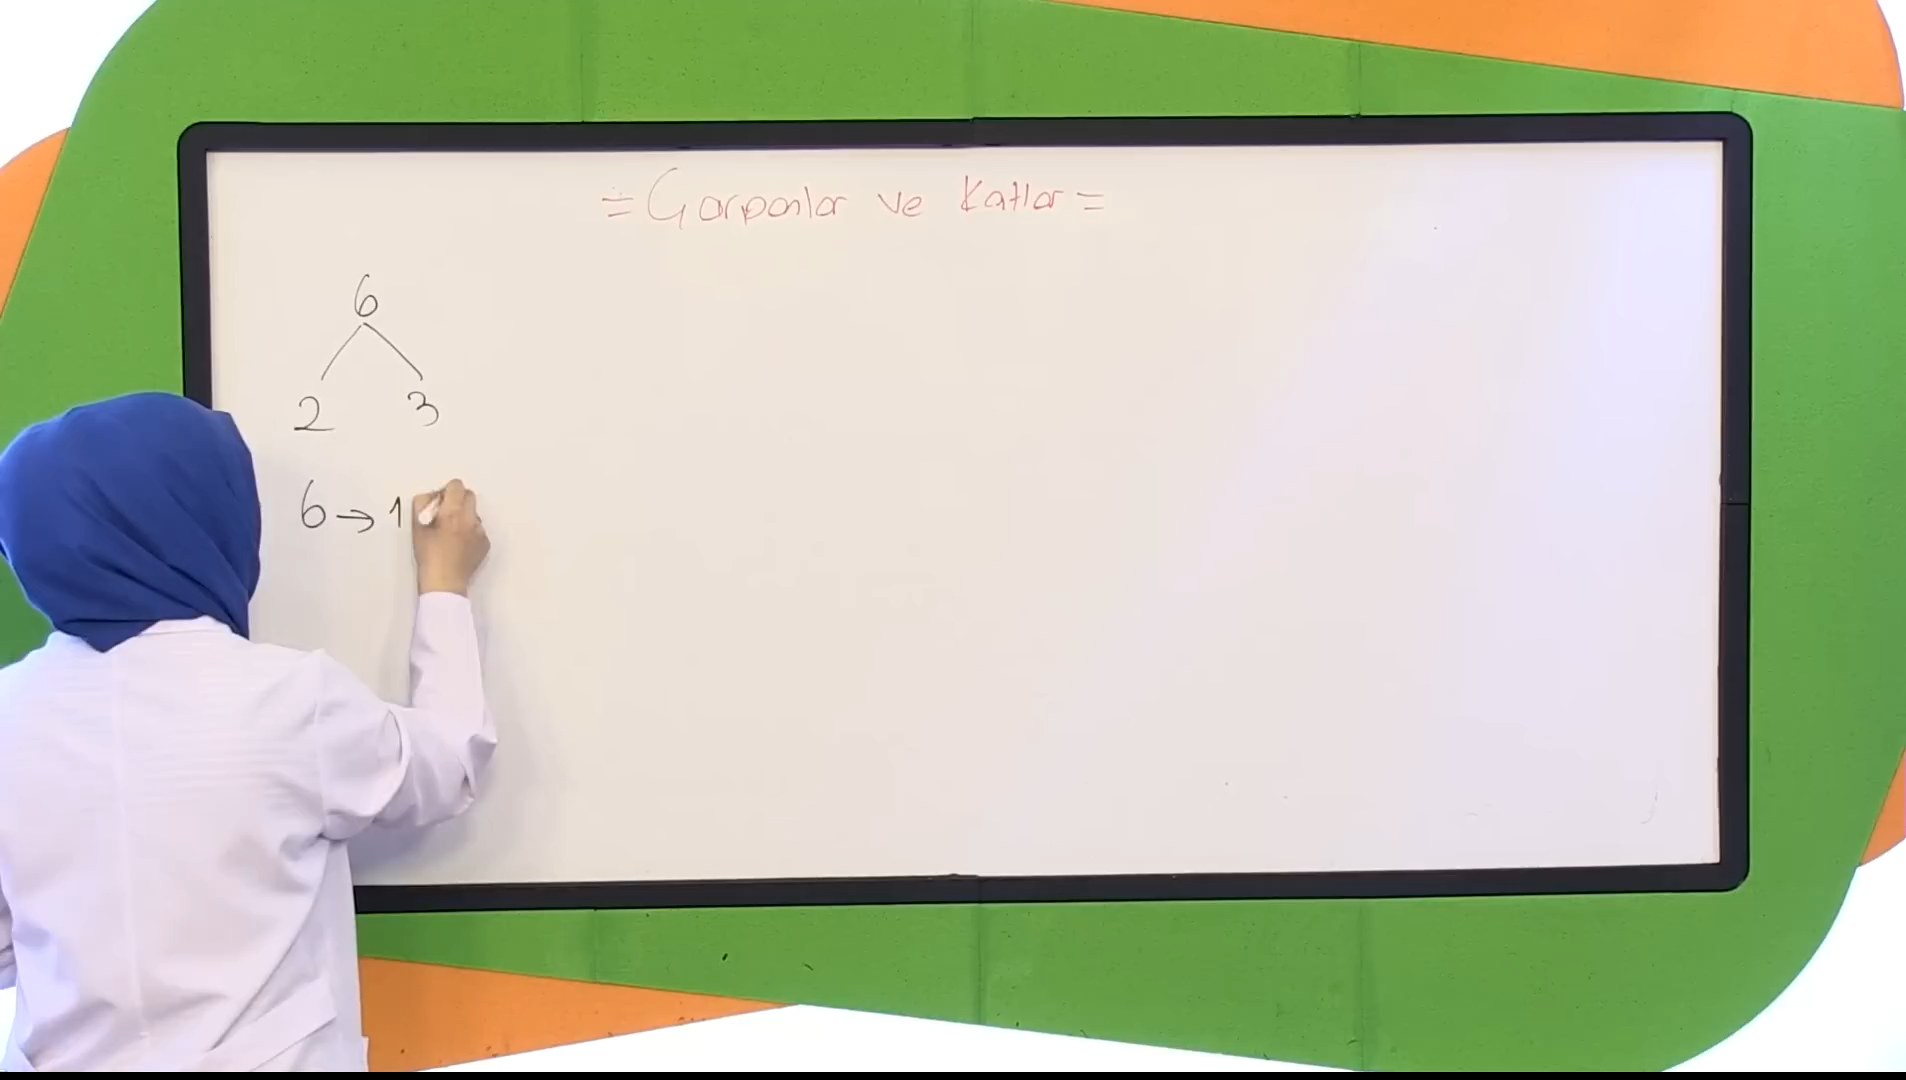 = Çarpanlar ve Katlar =
6
2 3
6 → 1